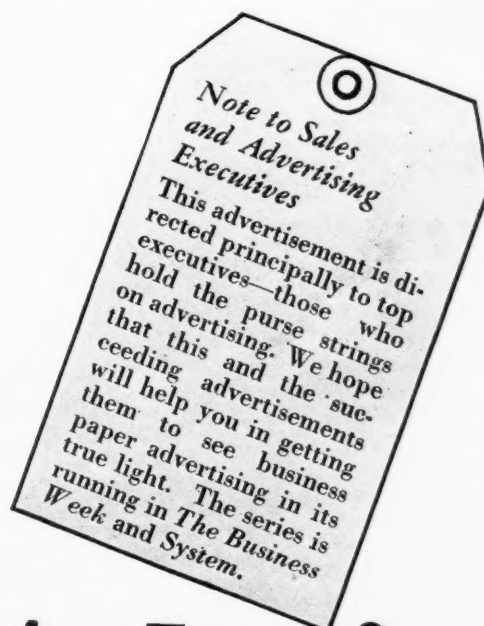 Note to Sales
and Advertising
Executives
This advertisement is di-
rected principally to top
executives—those who
hold the purse strings
on advertising. We hope
that this and the suc-
ceeding advertisements
will help you in getting
them to see business
paper advertising in its
true light. The series is
running in The Business
Week and System.